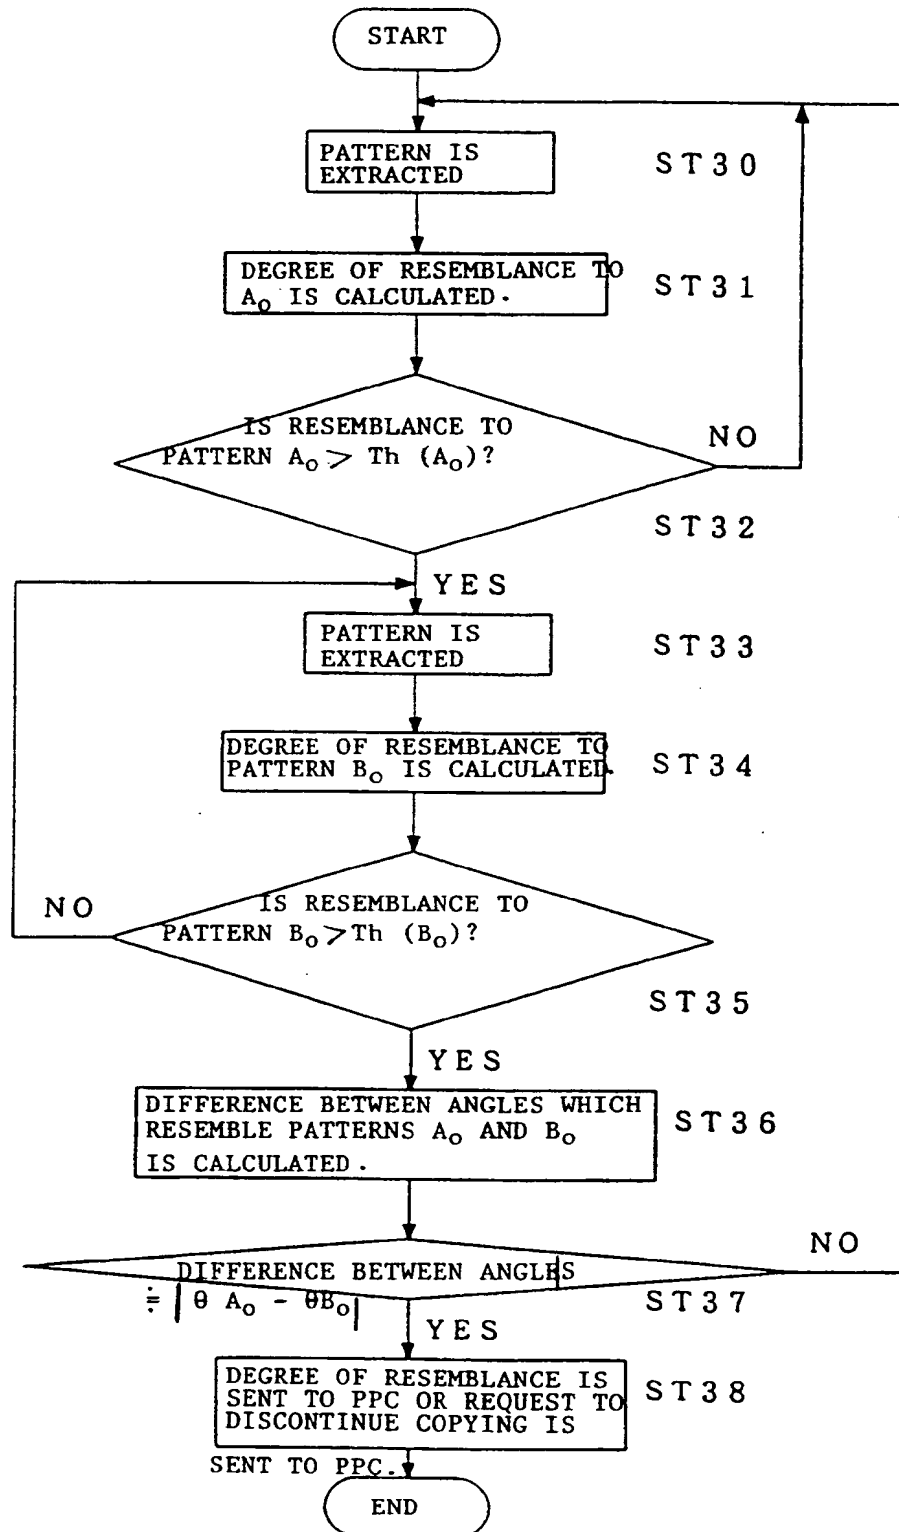 START
PATTERN IS
EXTRACTED
ST30
DEGREE OF RESEMBLANCE TO
A₀ IS CALCULATED.
ST31
IS RESEMBLANCE TO
PATTERN A₀ > Th (A₀)?
NO
ST32
YES
PATTERN IS
EXTRACTED
ST33
DEGREE OF RESEMBLANCE TO
PATTERN B₀ IS CALCULATED.
ST34
NO
IS RESEMBLANCE TO
PATTERN B₀ > Th (B₀)?
ST35
YES
DIFFERENCE BETWEEN ANGLES WHICH
RESEMBLE PATTERNS A₀ AND B₀
IS CALCULATED.
ST36
NO
DIFFERENCE BETWEEN ANGLES
≑ | θ A₀ - θB₀|
ST37
YES
DEGREE OF RESEMBLANCE IS
SENT TO PPC OR REQUEST TO
DISCONTINUE COPYING IS
SENT TO PPC.
ST38
END